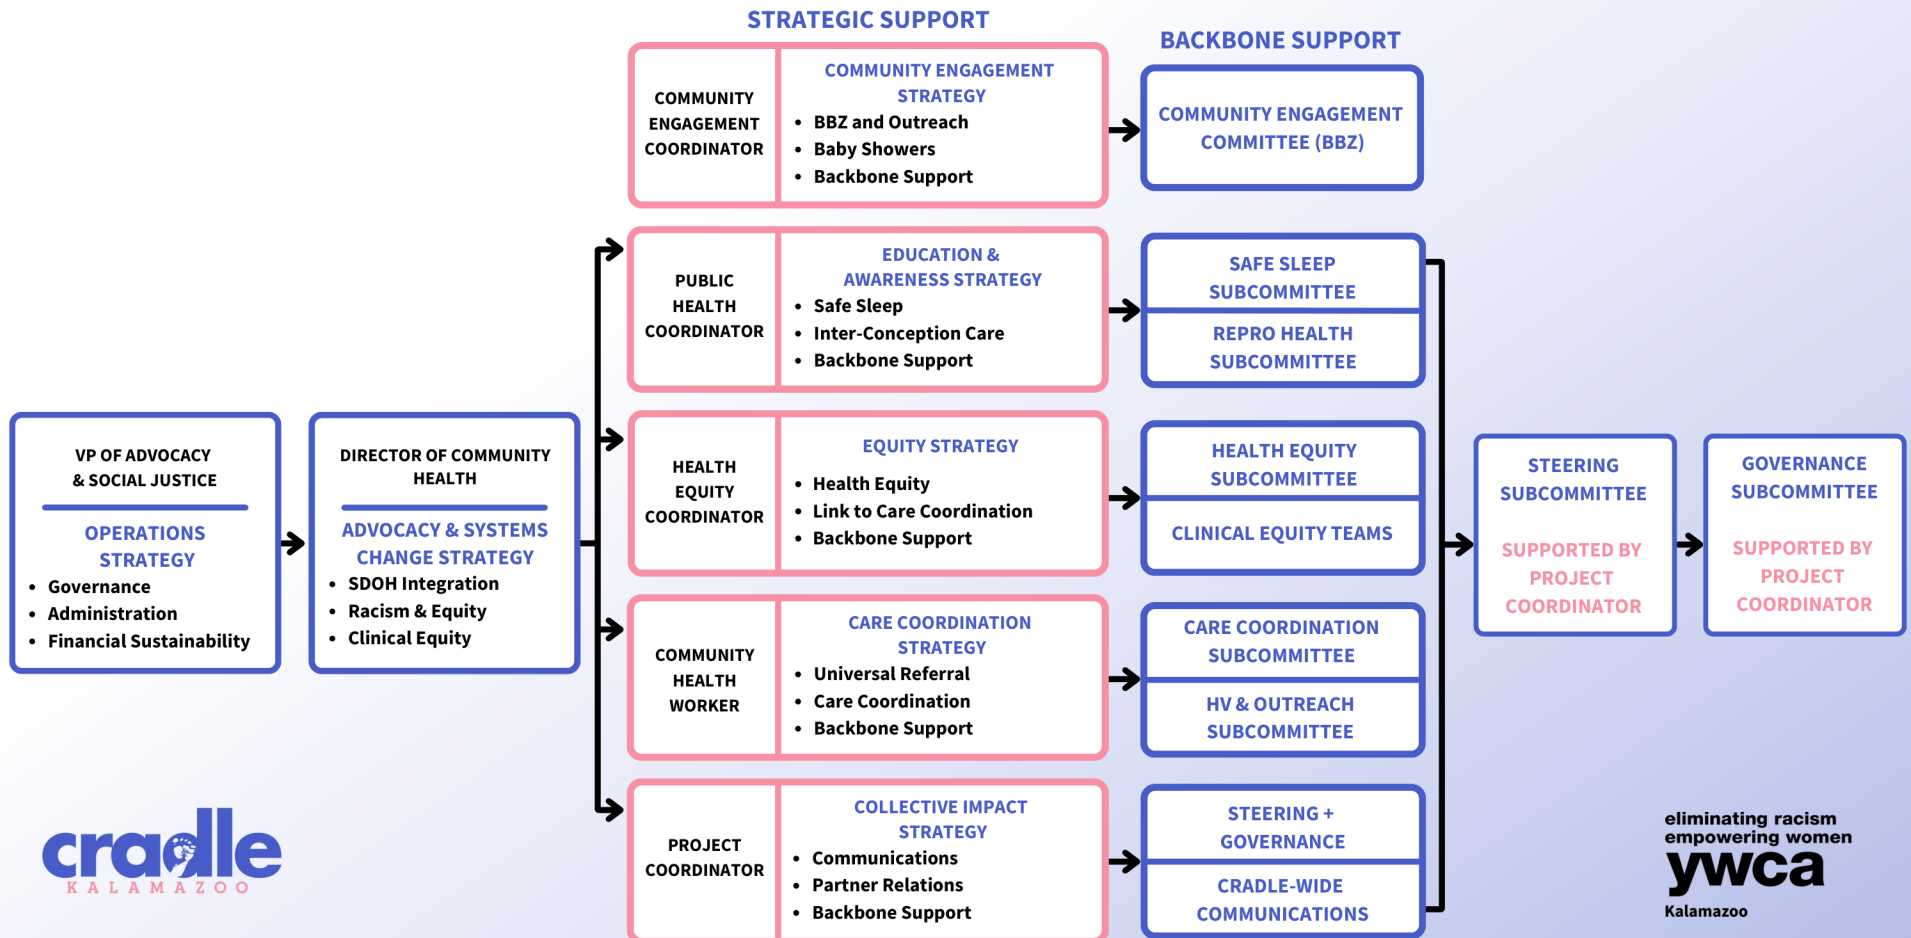 STRATEGIC SUPPORT
BACKBONE SUPPORT
COMMUNITY
ENGAGEMENT
COORDINATOR
COMMUNITY ENGAGEMENT
STRATEGY
• BBZ and Outreach
• Baby Showers
• Backbone Support
COMMUNITY ENGAGEMENT
COMMITTEE (BBZ)
PUBLIC
HEALTH
COORDINATOR
EDUCATION &
AWARENESS STRATEGY
• Safe Sleep
• Inter-Conception Care
• Backbone Support
SAFE SLEEP
SUBCOMMITTEE
REPRO HEALTH
SUBCOMMITTEE
VP OF ADVOCACY
& SOCIAL JUSTICE
OPERATIONS
STRATEGY
• Governance
• Administration
• Financial Sustainability
DIRECTOR OF COMMUNITY
HEALTH
ADVOCACY & SYSTEMS
CHANGE STRATEGY
• SDOH Integration
• Racism & Equity
• Clinical Equity
HEALTH
EQUITY
COORDINATOR
EQUITY STRATEGY
• Health Equity
• Link to Care Coordination
• Backbone Support
HEALTH EQUITY
SUBCOMMITTEE
CLINICAL EQUITY TEAMS
STEERING
SUBCOMMITTEE
SUPPORTED BY
PROJECT
COORDINATOR
GOVERNANCE
SUBCOMMITTEE
SUPPORTED BY
PROJECT
COORDINATOR
COMMUNITY
HEALTH
WORKER
CARE COORDINATION
STRATEGY
• Universal Referral
• Care Coordination
• Backbone Support
CARE COORDINATION
SUBCOMMITTEE
HV & OUTREACH
SUBCOMMITTEE
PROJECT
COORDINATOR
COLLECTIVE IMPACT
STRATEGY
• Communications
• Partner Relations
• Backbone Support
STEERING +
GOVERNANCE
CRADLE-WIDE
COMMUNICATIONS
cradle
KALAMAZOO
eliminating racism
empowering women
ywca
Kalamazoo